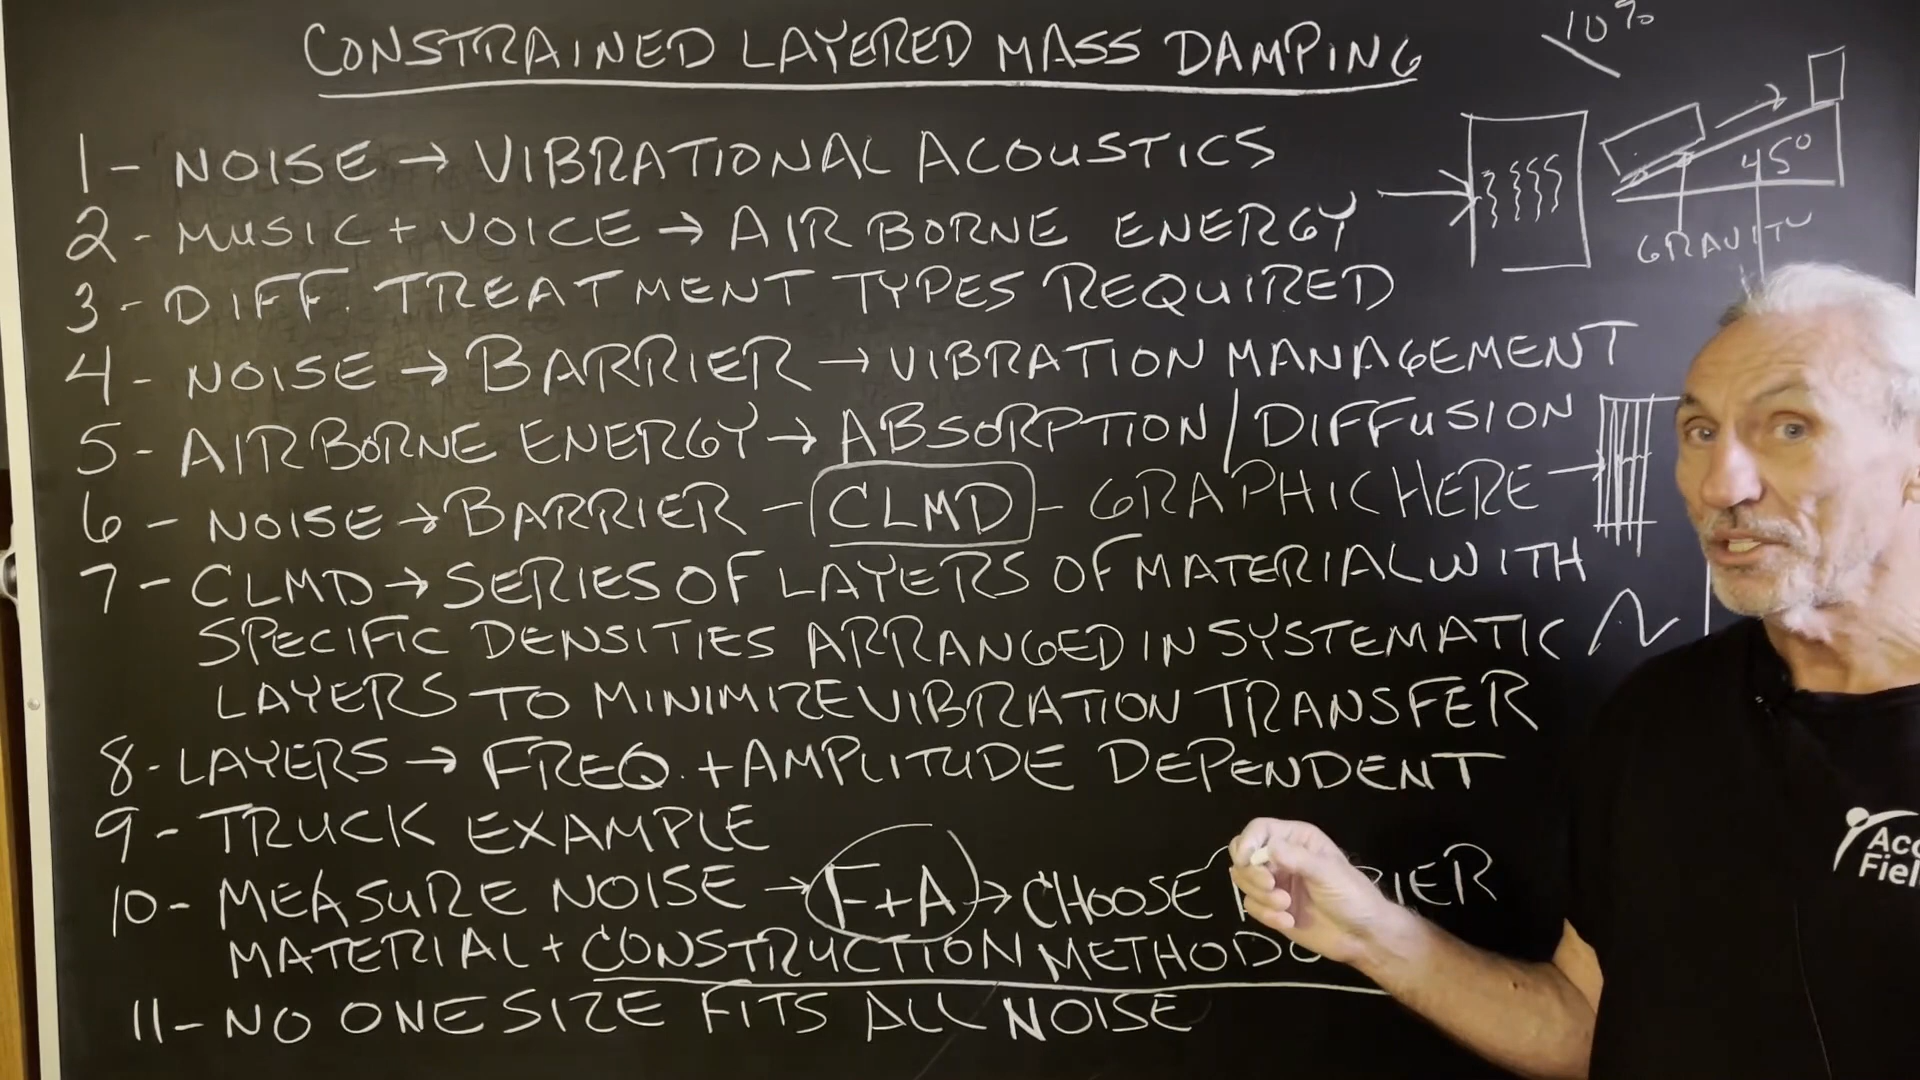 CONSTRAINED LAYERED MASS DAMPING
10%
45°
GRAVITY
1 - NOISE → VIBRATIONAL ACOUSTICS
2 - MUSIC + VOICE → AIR BORNE ENERGY
3 - DIFF. TREATMENT TYPES REQUIRED
4 - NOISE → BARRIER → VIBRATION MANAGEMENT
5 - AIR BORNE ENERGY → ABSORPTION / DIFFUSION
6 - NOISE → BARRIER - CLMD - GRAPHIC HERE →
7 - CLMD → SERIES OF LAYERS OF MATERIAL WITH
SPECIFIC DENSITIES ARRANGED IN SYSTEMATIC
LAYERS TO MINIMIZE VIBRATION TRANSFER
8 - LAYERS → FREQ. + AMPLITUDE DEPENDENT
9 - TRUCK EXAMPLE
10 - MEASURE NOISE → F+A → CHOOSE
MATERIAL + CONSTRUCTION
11 - NO ONE SIZE FITS ALL NOISE